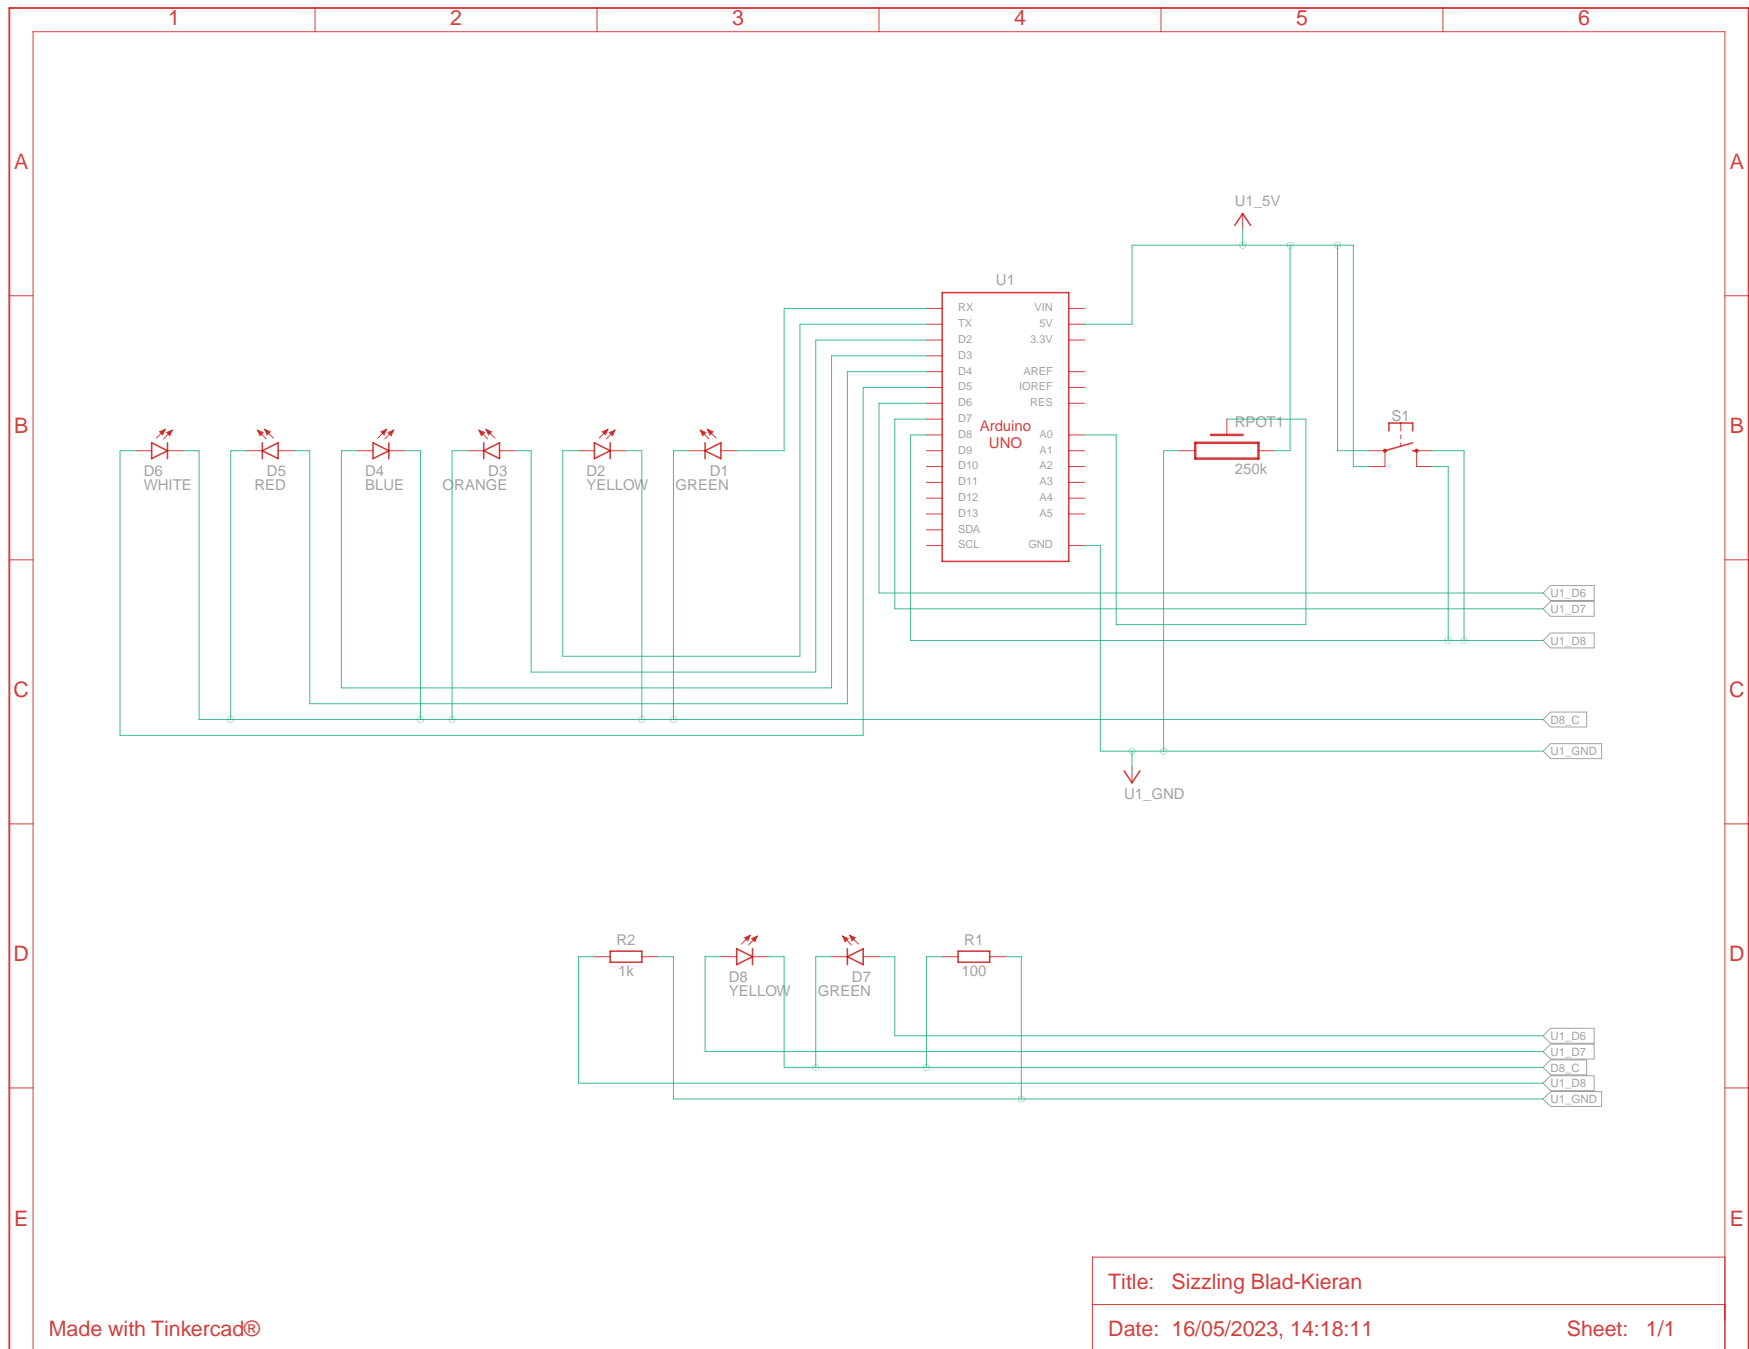 1 2 3 4 5 6
A A
U1_5V
U1
RX VIN
TX 5V
D2 3.3V
D3
D4 AREF
D5 IOREF
D6 RES
D7
D8 A0
D9 A1
D10 A2
D11 A3
D12 A4
D13 A5
SDA
SCL GND
Arduino
UNO
B B
D6
WHITE
D5
RED
D4
BLUE
D3
ORANGE
D2
YELLOW
D1
GREEN
RPOT1
250k
S1
U1_D6
U1_D7
U1_D8
C C
D8_C
U1_GND
U1_GND
D D
R2
1k
D8
YELLOW
D7
GREEN
R1
100
U1_D6
U1_D7
D8_C
U1_D8
U1_GND
E E
Title: Sizzling Blad-Kieran
Made with Tinkercad®
Date: 16/05/2023, 14:18:11 Sheet: 1/1